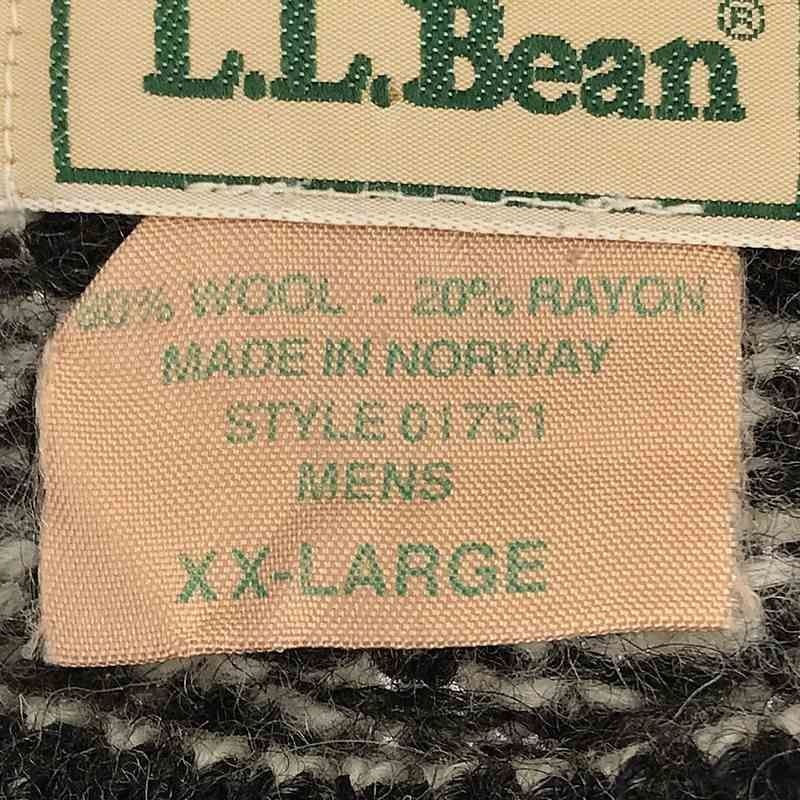 L.L.Bean®
80% WOOL - 20% RAYON
MADE IN NORWAY
STYLE 01751
MENS
XX-LARGE